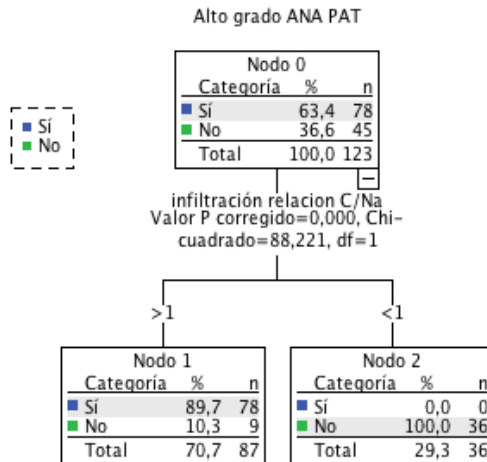 Alto grado ANA PAT
Nodo 0
Categoría % n
Sí 63,4 78
No 36,6 45
Total 100,0 123
Sí
No
infiltración relacion C/Na
Valor P corregido=0,000, Chi-
cuadrado=88,221, df=1
>1
<1
Nodo 1
Categoría % n
Sí 89,7 78
No 10,3 9
Total 70,7 87
Nodo 2
Categoría % n
Sí 0,0 0
No 100,0 36
Total 29,3 36